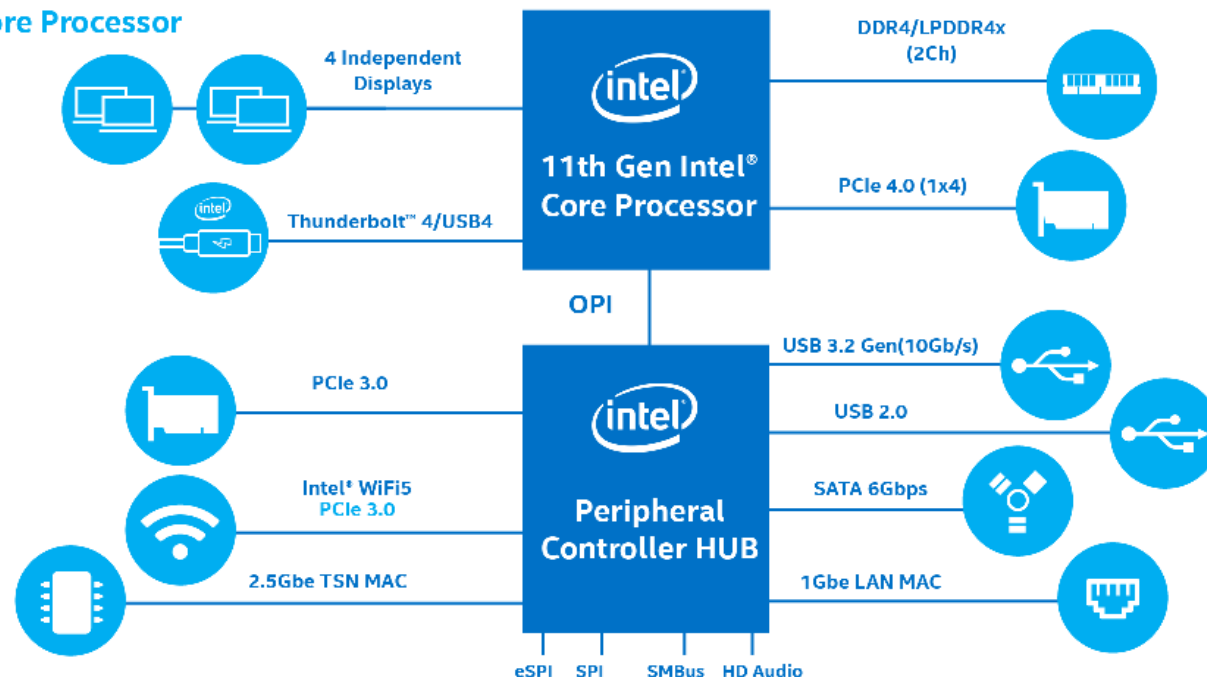 ore Processor
4 Independent
Displays
Thunderbolt™ 4/USB4
intel
intel®
11th Gen Intel®
Core Processor
DDR4/LPDDR4x
(2Ch)
PCIe 4.0 (1x4)
OPI
PCIe 3.0
Intel® WiFi5
PCIe 3.0
2.5Gbe TSN MAC
intel
Peripheral
Controller HUB
USB 3.2 Gen(10Gb/s)
USB 2.0
SATA 6Gbps
1Gbe LAN MAC
eSPI SPI SMBus HD Audio